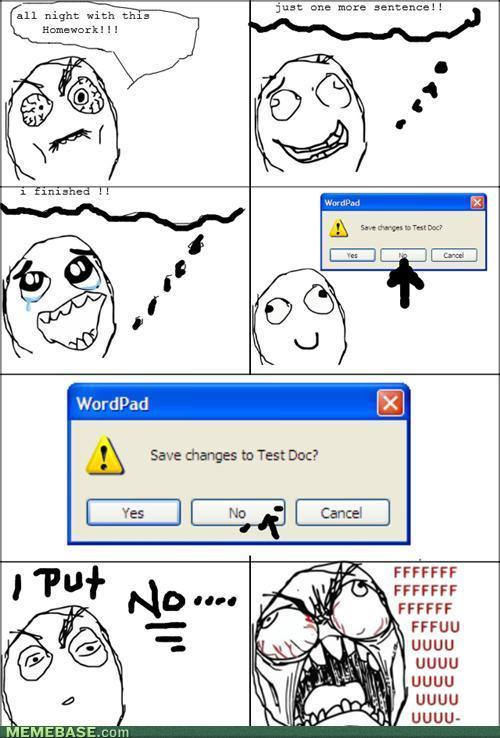 all night with this
Homework!!!
just one more sentence!!
i finished !!
WordPad
Save changes to Test Doc?
Yes No Cancel
WordPad
Save changes to Test Doc?
Yes No Cancel
I PuT
No....
FFFFFFF
FFFFFFF
FFFFFF
FFFUU
UUUU
UUUU
UUUU
UUUU
UUUU-
MEMEBASE.com